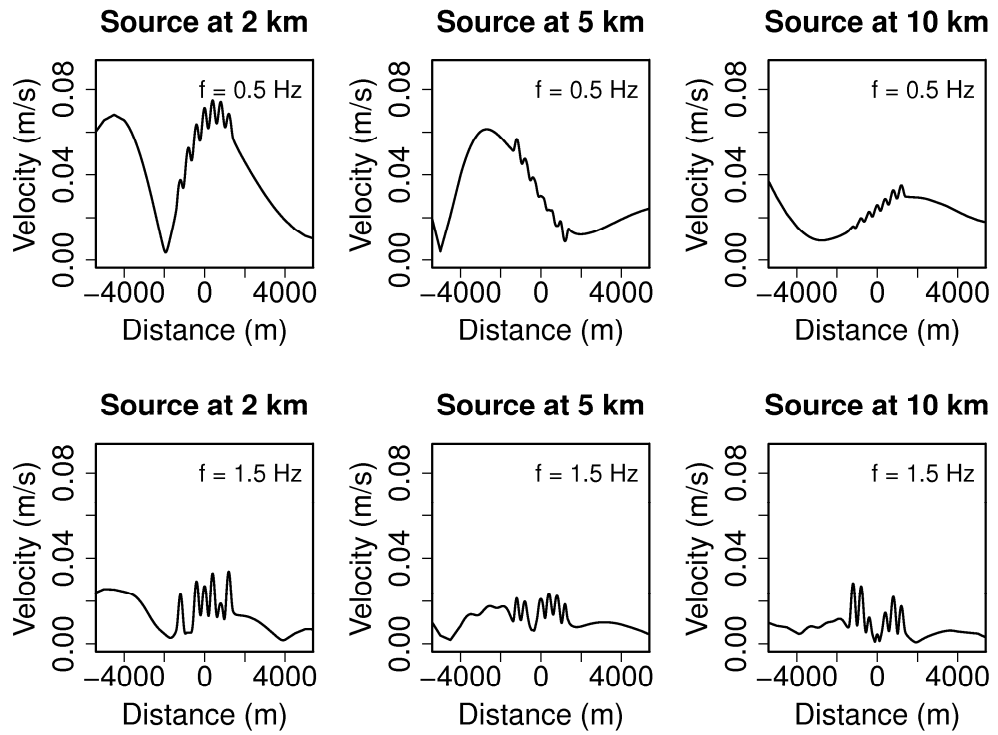 Source at 2 km
Source at 5 km
Source at 10 km
f = 0.5 Hz
f = 0.5 Hz
f = 0.5 Hz
Velocity (m/s)
0.00 0.04 0.08
Velocity (m/s)
0.00 0.04 0.08
Velocity (m/s)
0.00 0.04 0.08
−4000 0 4000
−4000 0 4000
−4000 0 4000
Distance (m)
Distance (m)
Distance (m)
Source at 2 km
Source at 5 km
Source at 10 km
f = 1.5 Hz
f = 1.5 Hz
f = 1.5 Hz
Velocity (m/s)
0.00 0.04 0.08
Velocity (m/s)
0.00 0.04 0.08
Velocity (m/s)
0.00 0.04 0.08
−4000 0 4000
−4000 0 4000
−4000 0 4000
Distance (m)
Distance (m)
Distance (m)